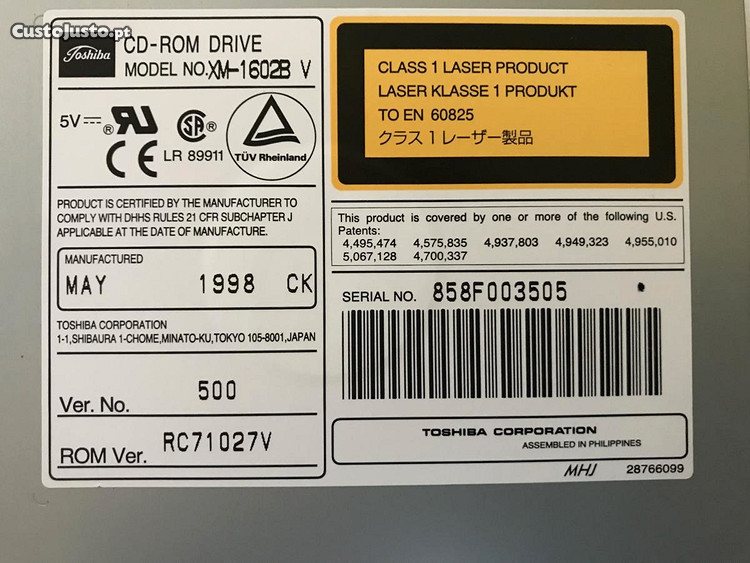 CustoJusto.pt
Toshiba
CD-ROM DRIVE
MODEL NO. XM-1602B V
5V
® RU
SA ®
CE LR 89911
TÜV Rheinland
PRODUCT IS CERTIFIED BY THE MANUFACTURER TO
COMPLY WITH DHHS RULES 21 CFR SUBCHAPTER J
APPLICABLE AT THE DATE OF MANUFACTURE.
MANUFACTURED
MAY 1998 CK
TOSHIBA CORPORATION
1-1,SHIBAURA 1-CHOME,MINATO-KU,TOKYO 105-8001,JAPAN
Ver. No. 500
ROM Ver. RC71027V
CLASS 1 LASER PRODUCT
LASER KLASSE 1 PRODUKT
TO EN 60825
クラス 1 レーザー製品
This product is covered by one or more of the following U.S.
Patents:
4,495,474 4,575,835 4,937,803 4,949,323 4,955,010
5,067,128 4,700,337
SERIAL NO. 858F003505
TOSHIBA CORPORATION
ASSEMBLED IN PHILIPPINES
MHJ 28766099